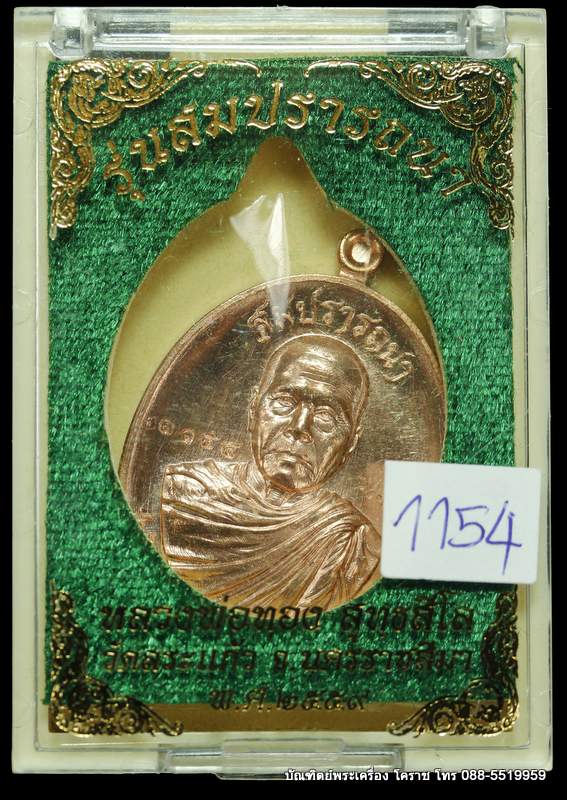 รุ่นสมปรารถนา
สมปรารถนา
๑๑๕๔
1154
หลวงพ่อทอง สุทธสีโล
วัดสระแก้ว จ.นครราชสีมา
พ.ศ.๒๕๕๙
บัณฑิตย์พระเครื่อง โคราช โทร 088-5519959